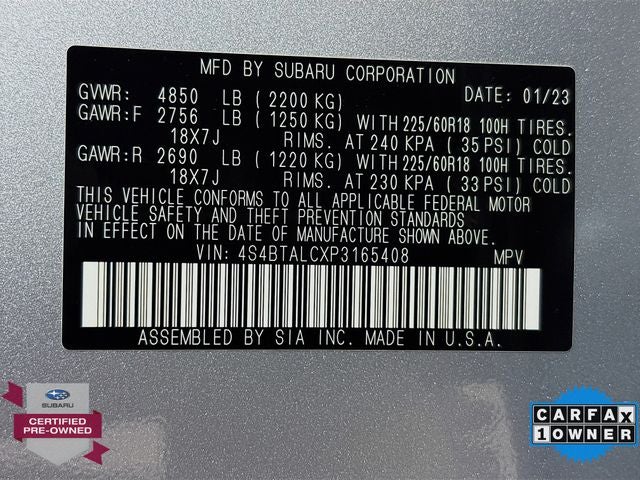 MFD BY SUBARU CORPORATION
GVWR: 4850 LB (2200 KG) DATE: 01/23
GAWR:F 2756 LB (1250 KG) WITH 225/60R18 100H TIRES.
18X7J RIMS. AT 240 KPA (35 PSI) COLD
GAWR:R 2690 LB (1220 KG) WITH 225/60R18 100H TIRES.
18X7J RIMS. AT 230 KPA (33 PSI) COLD
THIS VEHICLE CONFORMS TO ALL APPLICABLE FEDERAL MOTOR
VEHICLE SAFETY AND THEFT PREVENTION STANDARDS
IN EFFECT ON THE DATE OF MANUFACTURE SHOWN ABOVE.
VIN: 4S4BTALCXP3165408 MPV
ASSEMBLED BY SIA INC. MADE IN U.S.A.
SUBARU
CERTIFIED
PRE-OWNED
CARFAX
1 OWNER